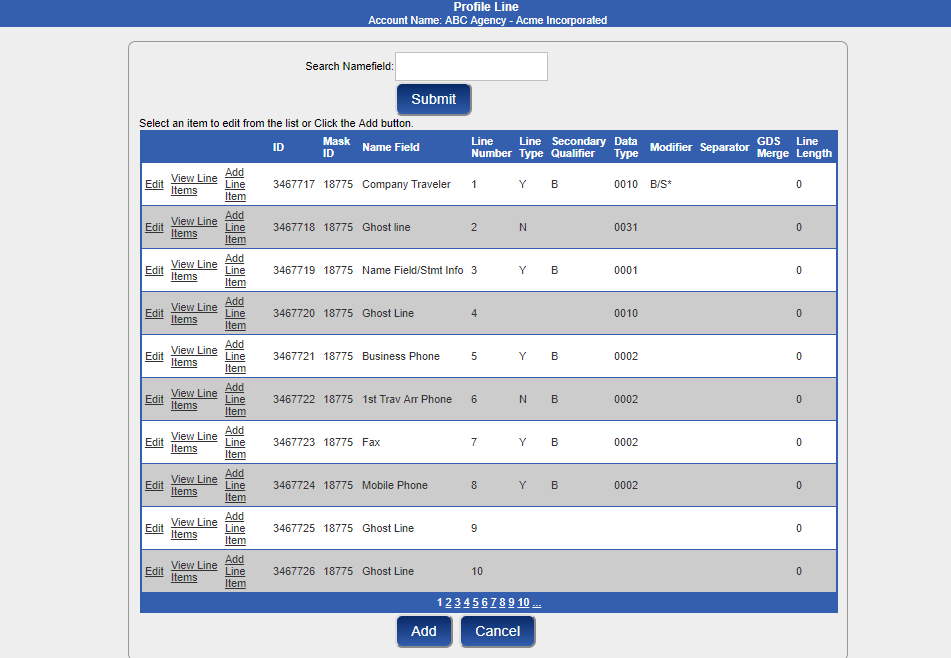 Profile Line
Account Name: ABC Agency - Acme Incorporated
Search Namefield:
Submit
Select an item to edit from the list or Click the Add button.
ID Mask ID Name Field Line Number Line Type Secondary Qualifier Data Type Modifier Separator GDS Merge Line Length
Edit View Line Items Add Line Item 3467717 18775 Company Traveler 1 Y B 0010 B/S* 0
Edit View Line Items Add Line Item 3467718 18775 Ghost line 2 N 0031 0
Edit View Line Items Add Line Item 3467719 18775 Name Field/Stmt Info 3 Y B 0001 0
Edit View Line Items Add Line Item 3467720 18775 Ghost Line 4 0010 0
Edit View Line Items Add Line Item 3467721 18775 Business Phone 5 Y B 0002 0
Edit View Line Items Add Line Item 3467722 18775 1st Trav Arr Phone 6 N B 0002 0
Edit View Line Items Add Line Item 3467723 18775 Fax 7 Y B 0002 0
Edit View Line Items Add Line Item 3467724 18775 Mobile Phone 8 Y B 0002 0
Edit View Line Items Add Line Item 3467725 18775 Ghost Line 9 0
Edit View Line Items Add Line Item 3467726 18775 Ghost Line 10 0
1 2 3 4 5 6 7 8 9 10 ...
Add Cancel